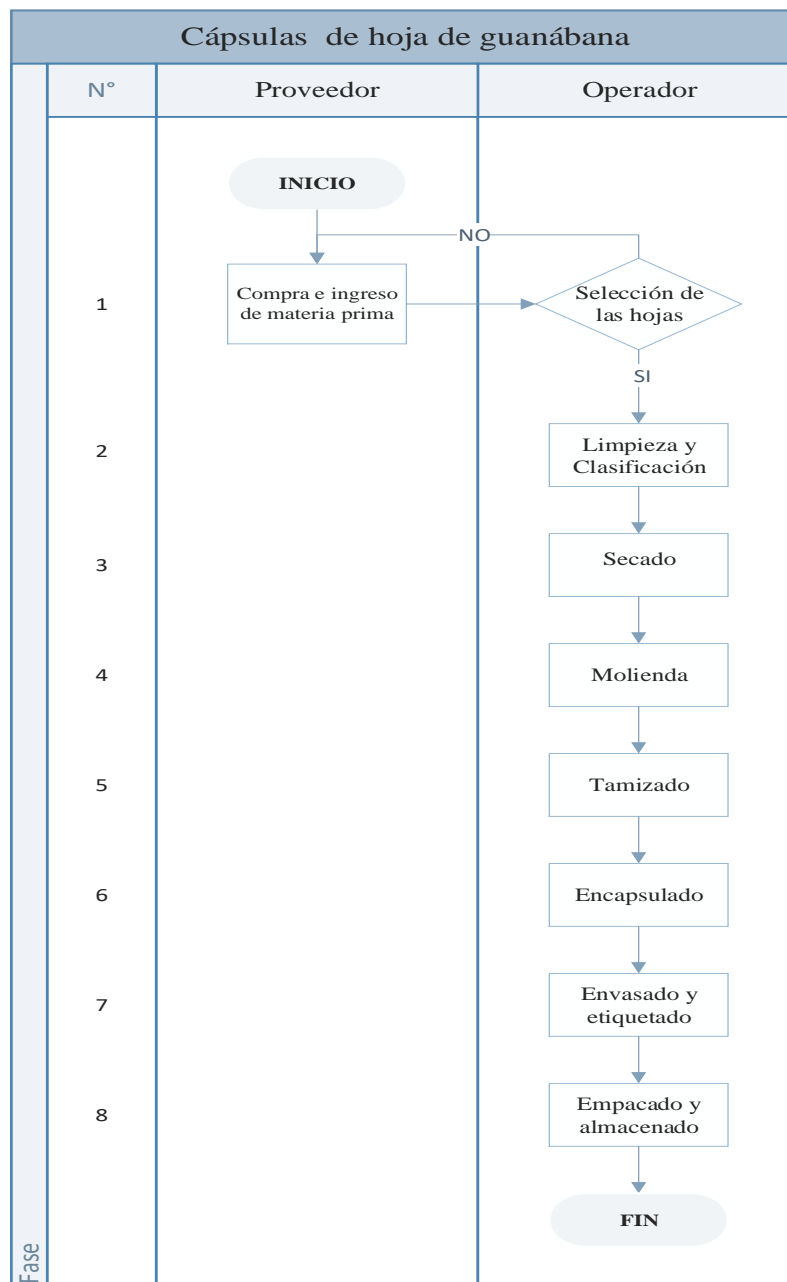 Cápsulas de hoja de guanábana
N° Proveedor Operador
INICIO
NO
1
Compra e ingreso
de materia prima
Selección de
las hojas
SI
2
Limpieza y
Clasificación
3
Secado
4
Molienda
5
Tamizado
6
Encapsulado
7
Envasado y
etiquetado
8
Empacado y
almacenado
FIN
Fase